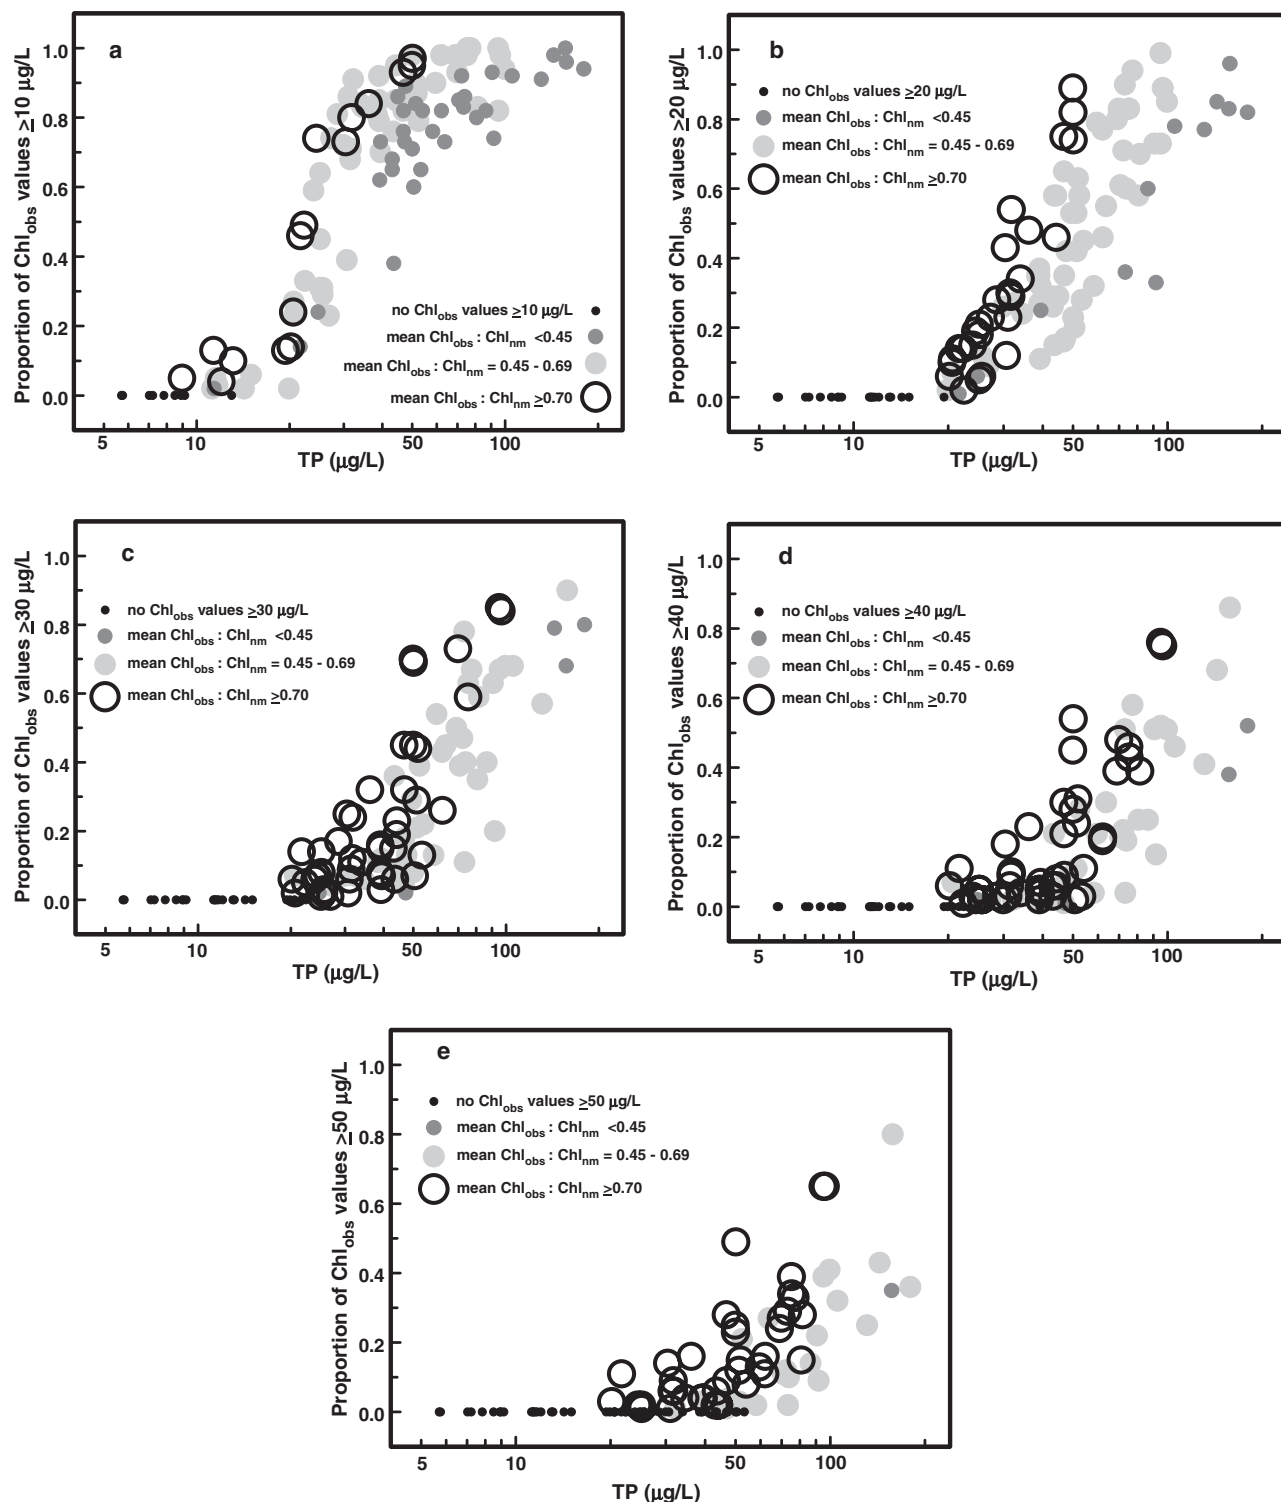 a
Proportion of Chlobs values ≥10 µg/L
1.0
0.8
0.6
0.4
0.2
0.0
no Chlobs values ≥10 µg/L
mean Chlobs : Chlnm <0.45
mean Chlobs : Chlnm = 0.45 - 0.69
mean Chlobs : Chlnm ≥0.70
5 10 50 100
TP (µg/L)
b
Proportion of Chlobs values ≥20 µg/L
1.0
0.8
0.6
0.4
0.2
0.0
no Chlobs values ≥20 µg/L
mean Chlobs : Chlnm <0.45
mean Chlobs : Chlnm = 0.45 - 0.69
mean Chlobs : Chlnm ≥0.70
5 10 50 100
TP (µg/L)
c
Proportion of Chlobs values ≥30 µg/L
1.0
0.8
0.6
0.4
0.2
0.0
no Chlobs values ≥30 µg/L
mean Chlobs : Chlnm <0.45
mean Chlobs : Chlnm = 0.45 - 0.69
mean Chlobs : Chlnm ≥0.70
5 10 50 100
TP (µg/L)
d
Proportion of Chlobs values ≥40 µg/L
1.0
0.8
0.6
0.4
0.2
0.0
no Chlobs values ≥40 µg/L
mean Chlobs : Chlnm <0.45
mean Chlobs : Chlnm = 0.45 - 0.69
mean Chlobs : Chlnm ≥0.70
5 10 50 100
TP (µg/L)
e
Proportion of Chlobs values ≥50 µg/L
1.0
0.8
0.6
0.4
0.2
0.0
no Chlobs values ≥50 µg/L
mean Chlobs : Chlnm <0.45
mean Chlobs : Chlnm = 0.45 - 0.69
mean Chlobs : Chlnm ≥0.70
5 10 50 100
TP (µg/L)